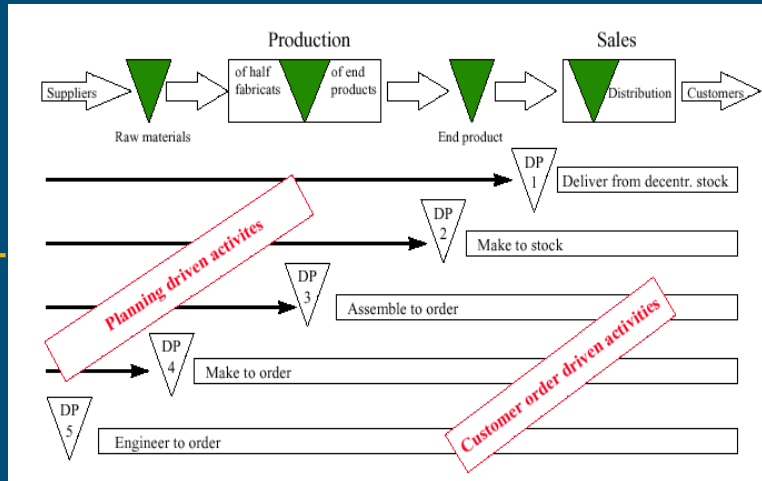 Production
Sales
Suppliers
of half
fabricats
of end
products
Distribution
Customers
Raw materials
End product
DP
1
Deliver from decentr. stock
DP
2
Make to stock
DP
3
Assemble to order
DP
4
Make to order
DP
5
Engineer to order
Planning driven activites
Customer order driven activities